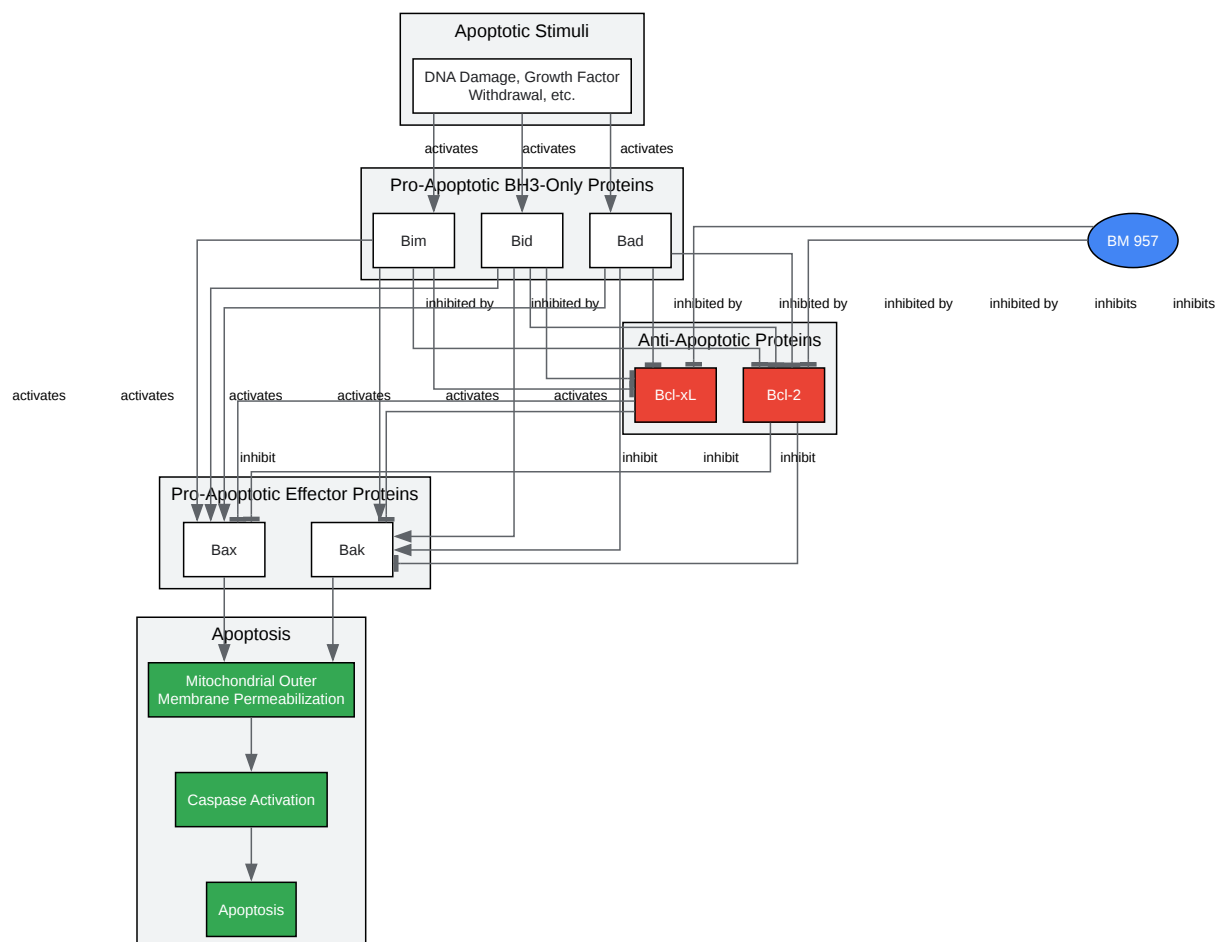 Apoptotic Stimuli
DNA Damage, Growth Factor
Withdrawal, etc.
activates
activates
activates
Pro-Apoptotic BH3-Only Proteins
Bim
Bid
Bad
BM 957
inhibited by
inhibited by
inhibited by
inhibited by
inhibited by
inhibited by
inhibits
inhibits
Anti-Apoptotic Proteins
Bcl-xL
Bcl-2
activates
activates
activates
activates
activates
activates
inhibit
inhibit
inhibit
inhibit
Pro-Apoptotic Effector Proteins
Bax
Bak
Apoptosis
Mitochondrial Outer
Membrane Permeabilization
Caspase Activation
Apoptosis